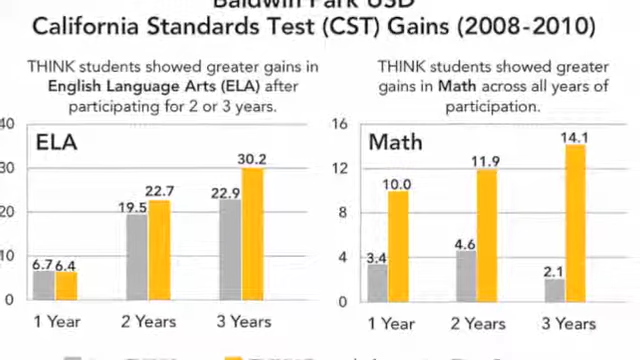 Baldwin Park USD
California Standards Test (CST) Gains (2008-2010)
THINK students showed greater gains in
English Language Arts (ELA) after
participating for 2 or 3 years.
THINK students showed greater
gains in Math across all years of
participation.
40
ELA
30
20
10
0
6.7 6.4
19.5 22.7
22.9 30.2
1 Year 2 Years 3 Years
16
Math
12
8
4
0
3.4 10.0
4.6 11.9
2.1 14.1
1 Year 2 Years 3 Years